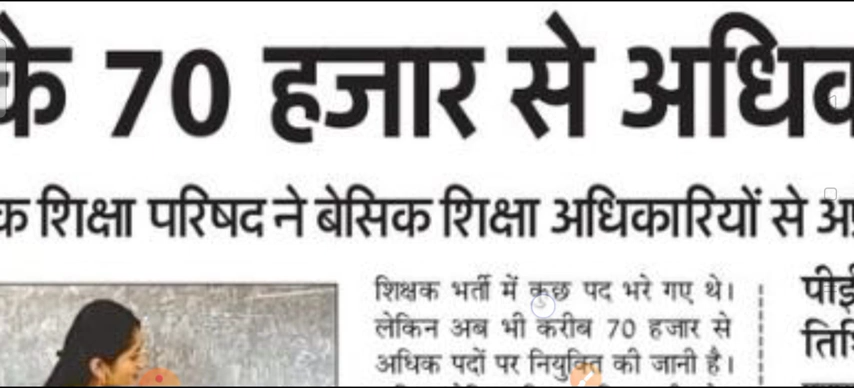 के 70 हजार से अधिक
क शिक्षा परिषद ने बेसिक शिक्षा अधिकारियों से
शिक्षक भर्ती में कुछ पद भरे गए थे।
लेकिन अब भी करीब 70 हजार से
अधिक पदों पर नियुक्ति की जानी है।
पीई
तिथि